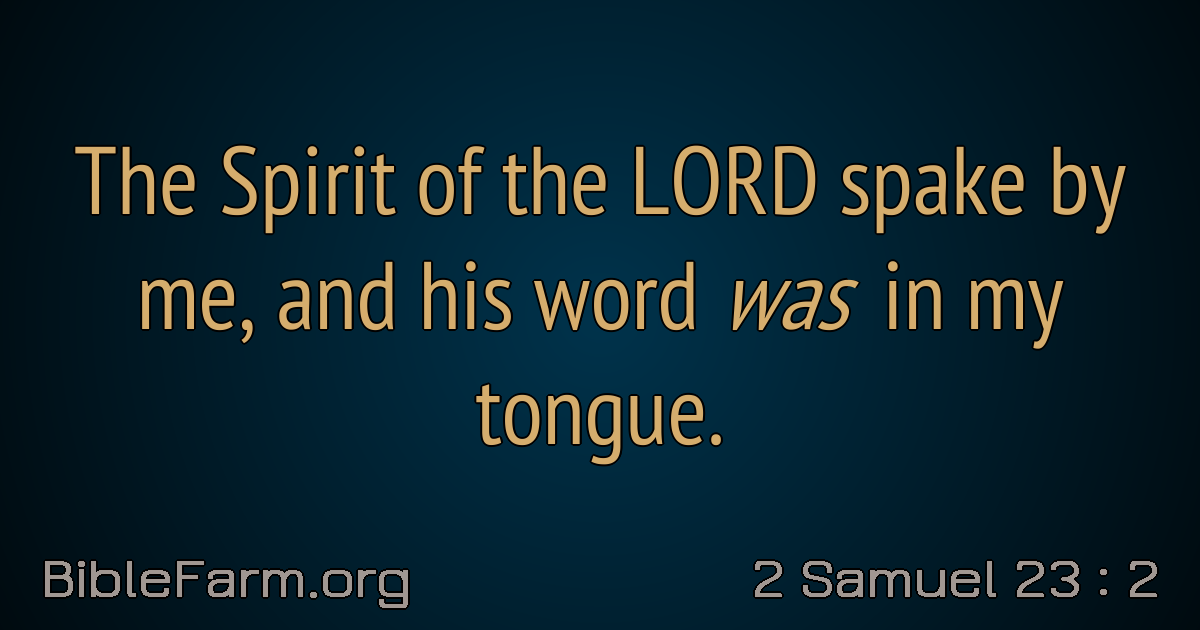 The Spirit of the LORD spake by
me, and his word was in my
tongue.
BibleFarm.org
2 Samuel 23 : 2